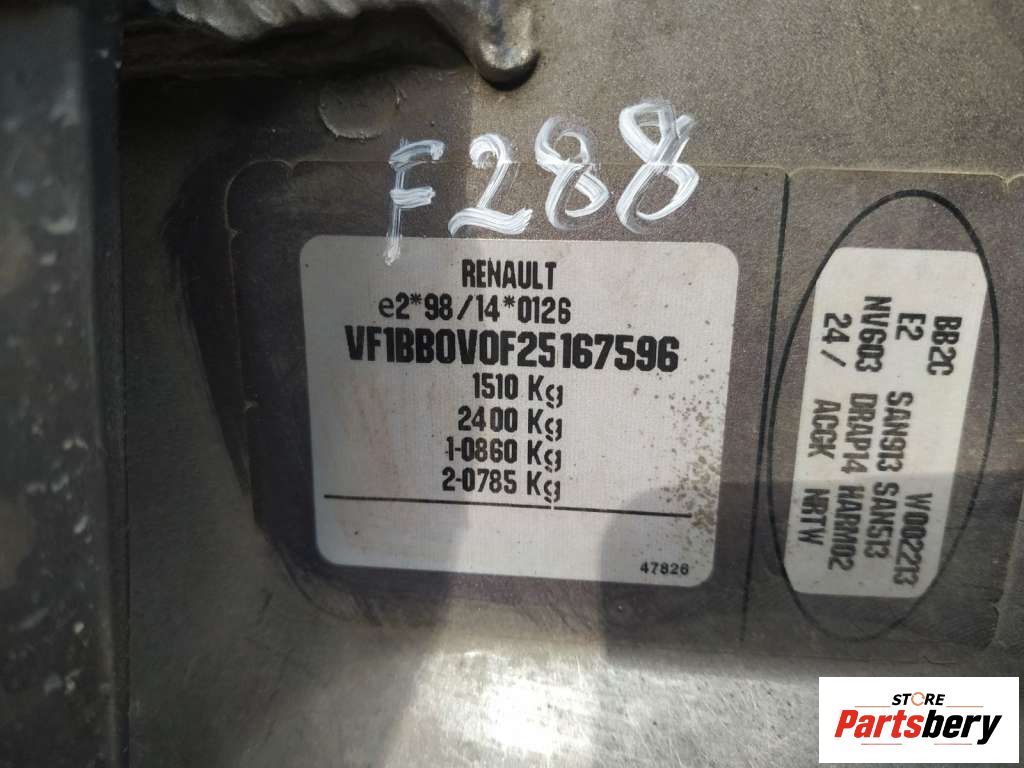 F288
RENAULT
e2*98/14*0126
VF1BB0V0F25167596
1510 Kg
2400 Kg
1-0860 Kg
2-0785 Kg
47826
BB2C W002213
E2 SAN913 SAN513
NV603 DRAP14 HARM02
24/ ACGK NRTW
STORE
Partsbery